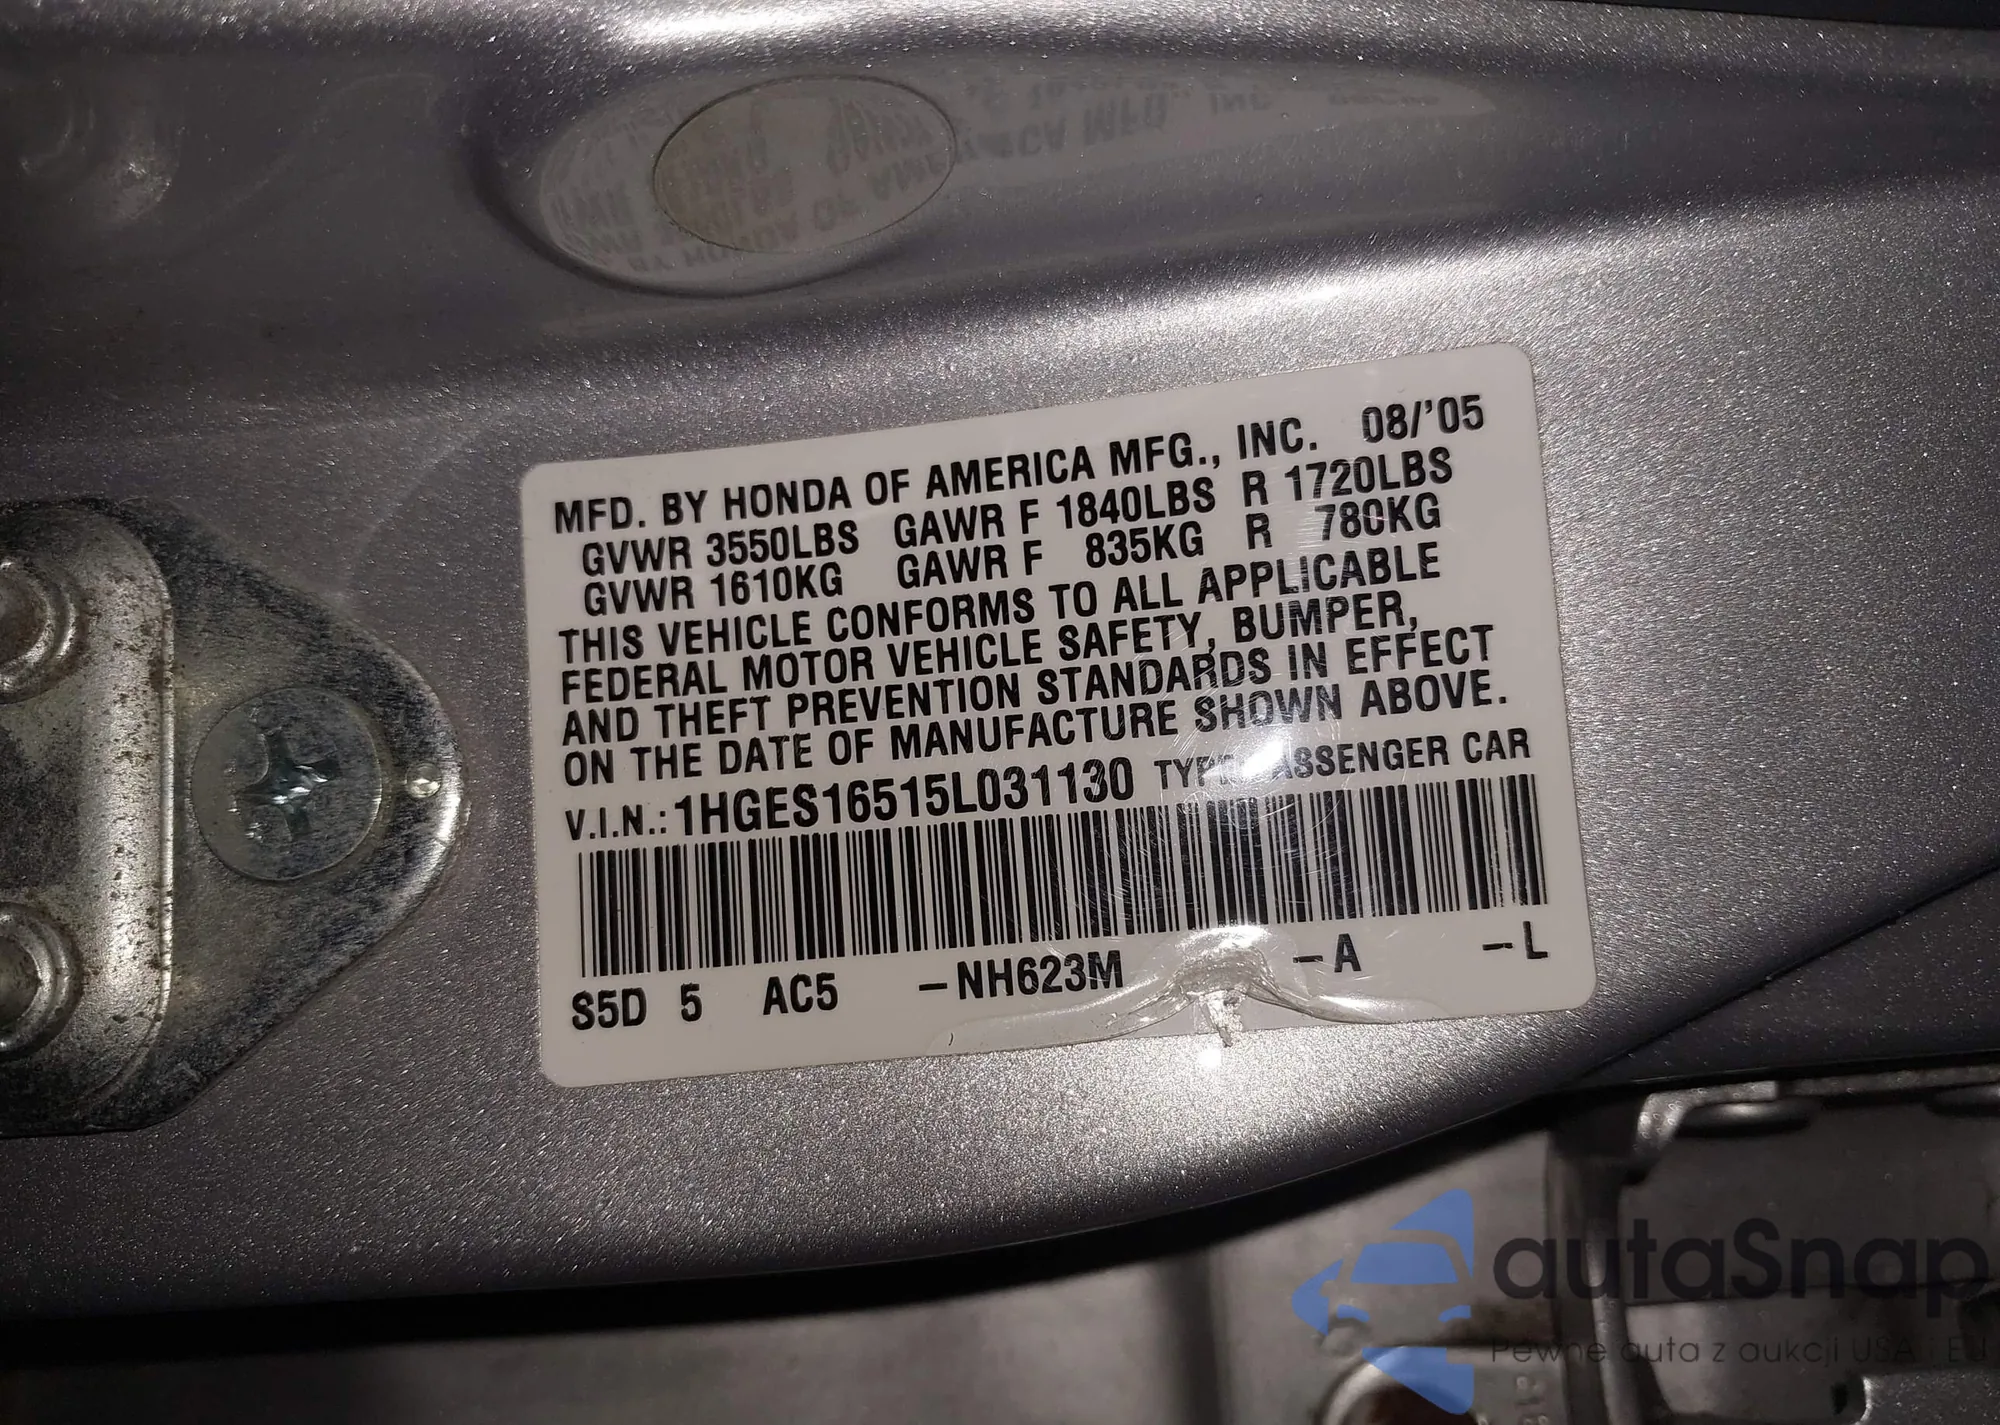 MFD. BY HONDA OF AMERICA MFG., INC. 08/'05
GVWR 3550LBS GAWR F 1840LBS R 1720LBS
GVWR 1610KG GAWR F 835KG R 780KG
THIS VEHICLE CONFORMS TO ALL APPLICABLE
FEDERAL MOTOR VEHICLE SAFETY, BUMPER,
AND THEFT PREVENTION STANDARDS IN EFFECT
ON THE DATE OF MANUFACTURE SHOWN ABOVE.
V.I.N.: 1HGES16515L031130 TYPE PASSENGER CAR
S5D 5 AC5 -NH623M -A -L
autaSnap
Pewne auta z aukcji USA i EU